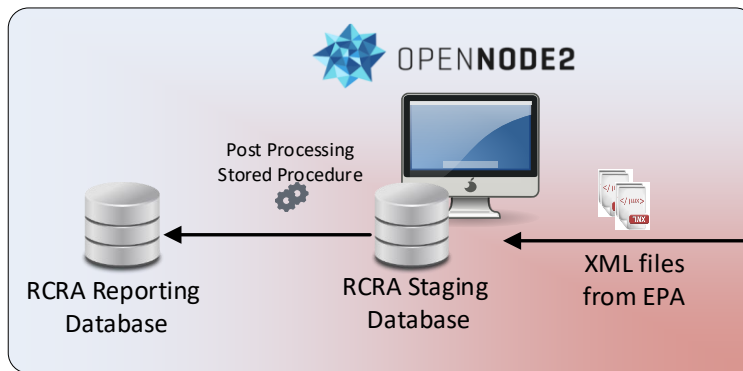 OPENNODE2
Post Processing
Stored Procedure
XML files
from EPA
RCRA Staging
Database
RCRA Reporting
Database